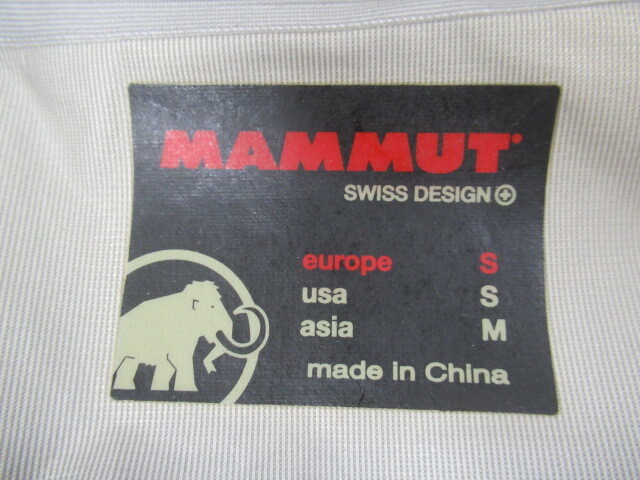 MAMMUT
SWISS DESIGN
europe S
usa S
asia M
made in China